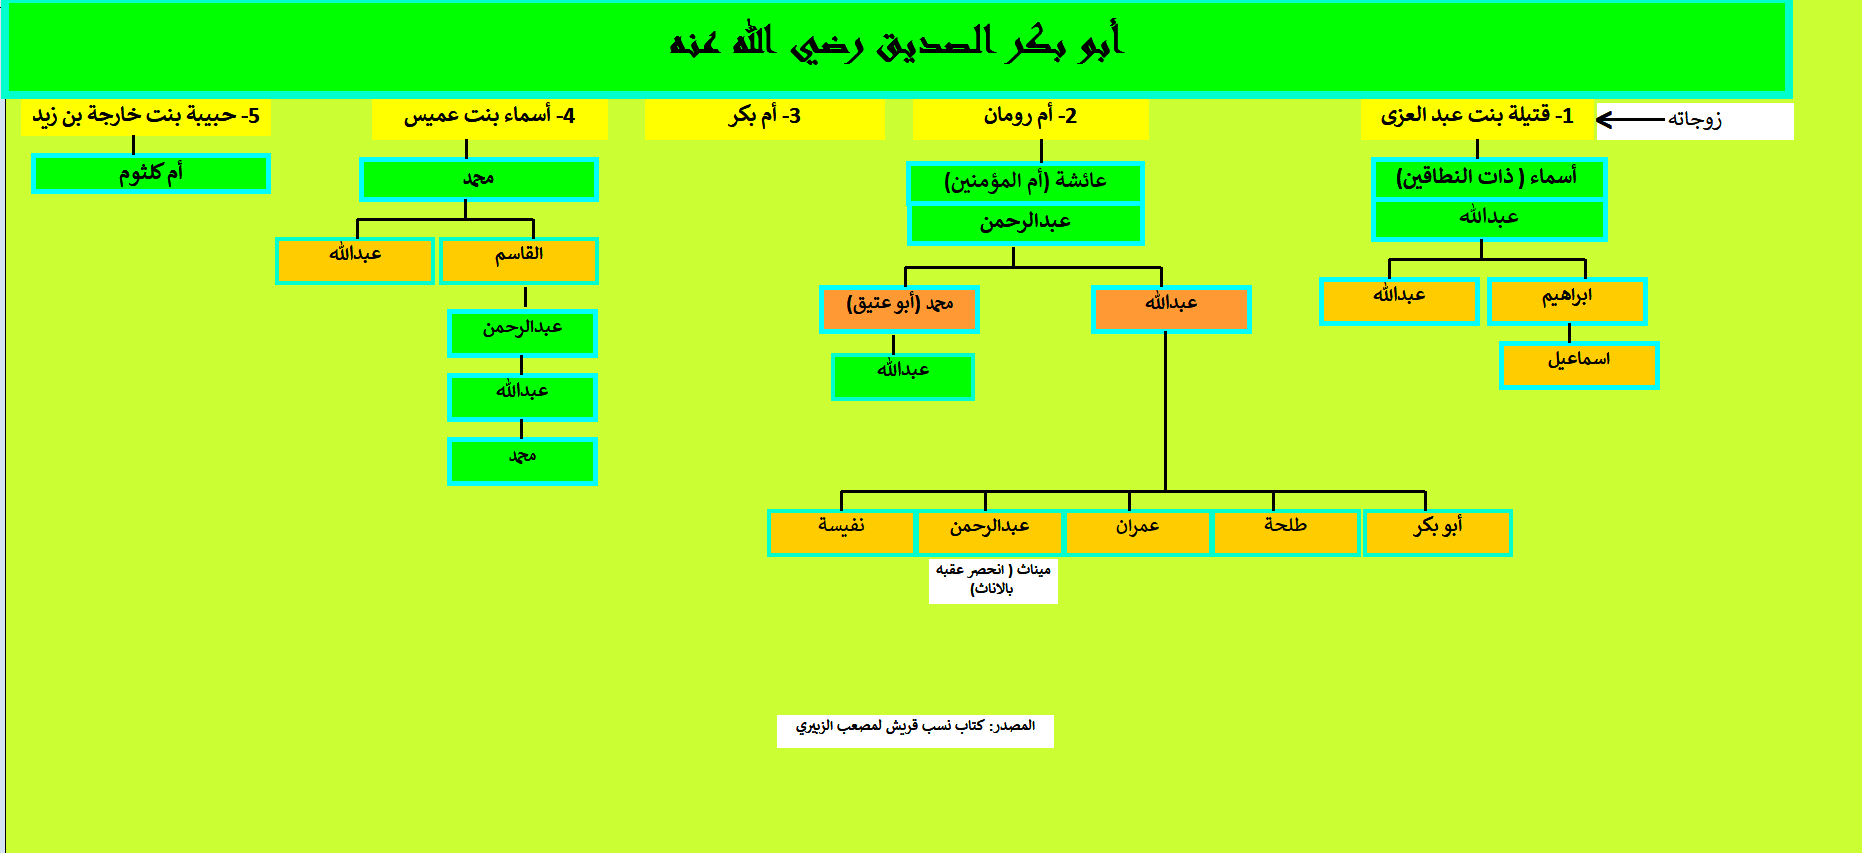 أبو بكر الصديق رضي الله عنه
زوجاته
1- قتيلة بنت عبد العزى
2- أم رومان
3- أم بكر
4- أسماء بنت عميس
5- حبيبة بنت خارجة بن زيد
أسماء ( ذات النطاقين)
عائشة (أم المؤمنين)
محمد
أم كلثوم
عبدالله
عبدالرحمن
القاسم
عبدالله
ابراهيم
عبدالله
عبدالله
محمد (أبو عتيق)
عبدالرحمن
اسماعيل
عبدالله
عبدالله
محمد
أبو بكر
طلحة
عمران
عبدالرحمن
نفيسة
ميناث ( انحصر عقبه
بالاناث)
المصدر: كتاب نسب قريش لمصعب الزبيري